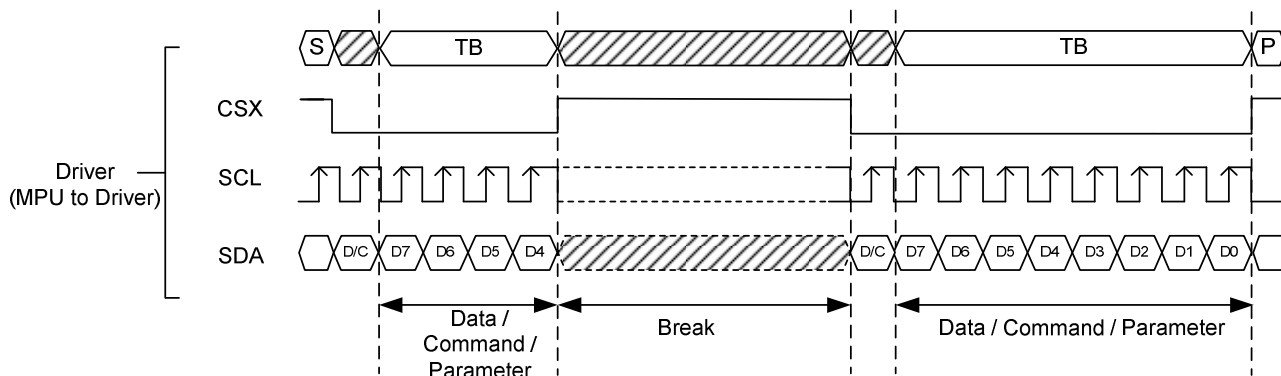 S TB TB P
CSX
Driver
(MPU to Driver)
SCL
SDA D/C D7 D6 D5 D4 D/C D7 D6 D5 D4 D3 D2 D1 D0
Data /
Command /
Parameter
Break
Data / Command / Parameter